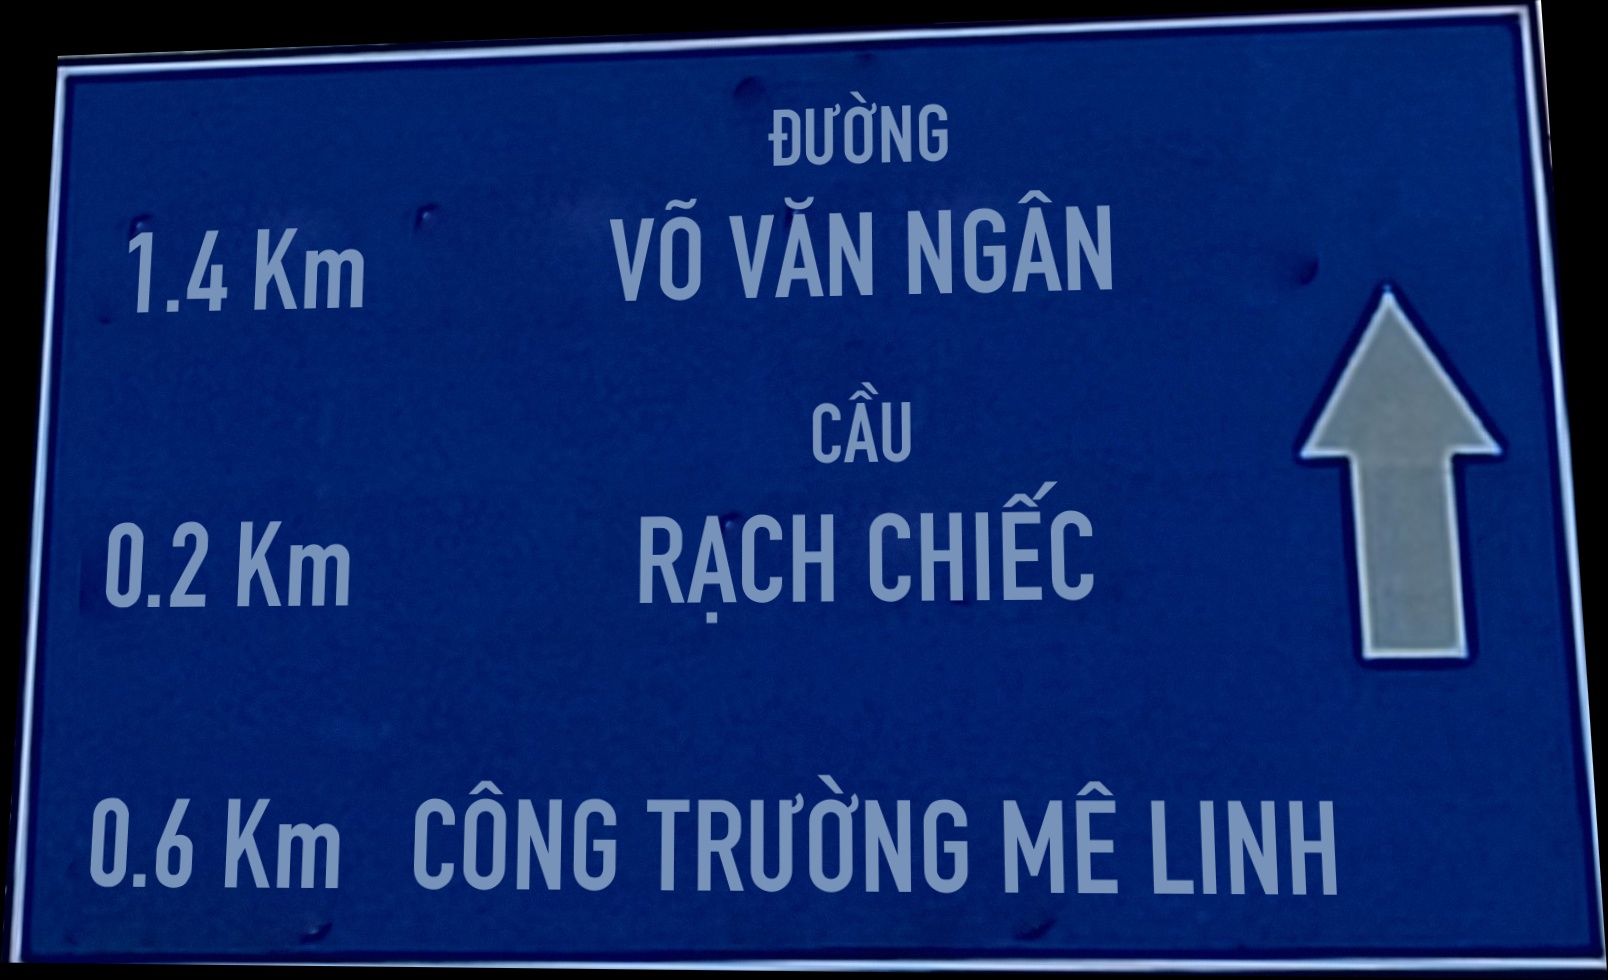 ĐƯỜNG
1.4 Km VÕ VĂN NGÂN
CẦU
0.2 Km RẠCH CHIẾC
0.6 Km CÔNG TRƯỜNG MÊ LINH